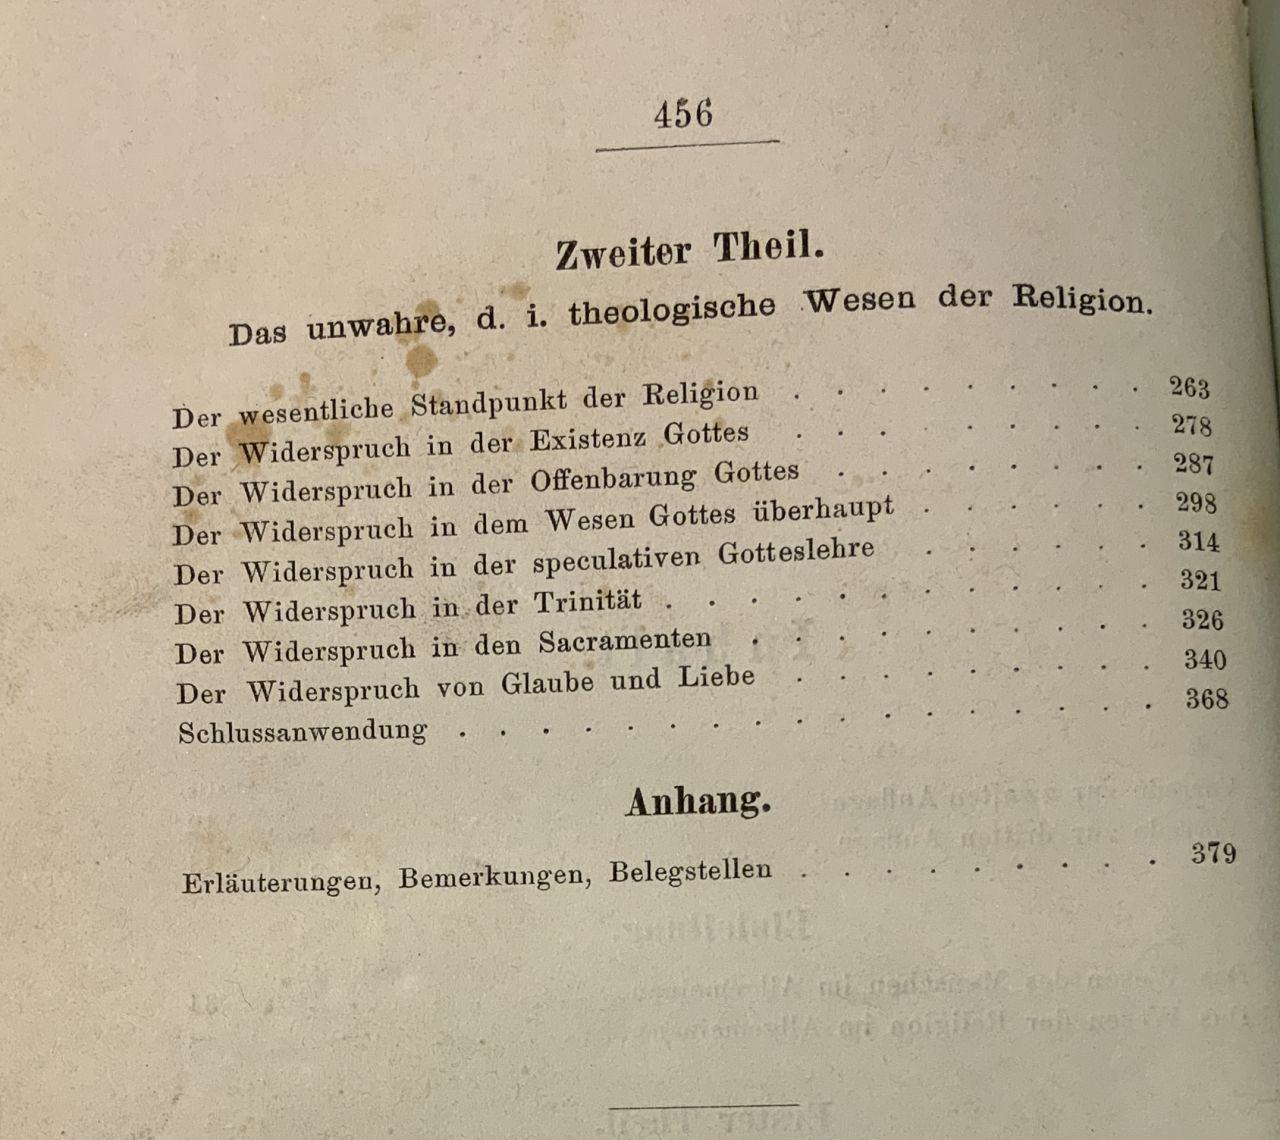 456
Zweiter Theil.
Das unwahre, d. i. theologische Wesen der Religion.
Der wesentliche Standpunkt der Religion . . . . . . . . . 263
Der Widerspruch in der Existenz Gottes . . . . . . . . . 278
Der Widerspruch in der Offenbarung Gottes . . . . . . . . 287
Der Widerspruch in dem Wesen Gottes überhaupt . . . . . . 298
Der Widerspruch in der speculativen Gotteslehre . . . . . . 314
Der Widerspruch in der Trinität . . . . . . . . . . . . 321
Der Widerspruch in den Sacramenten . . . . . . . . . . 326
Der Widerspruch von Glaube und Liebe . . . . . . . . . 340
Schlussanwendung . . . . . . . . . . . . . . . . . 368
Anhang.
Erläuterungen, Bemerkungen, Belegstellen . . . . . . . . . 379